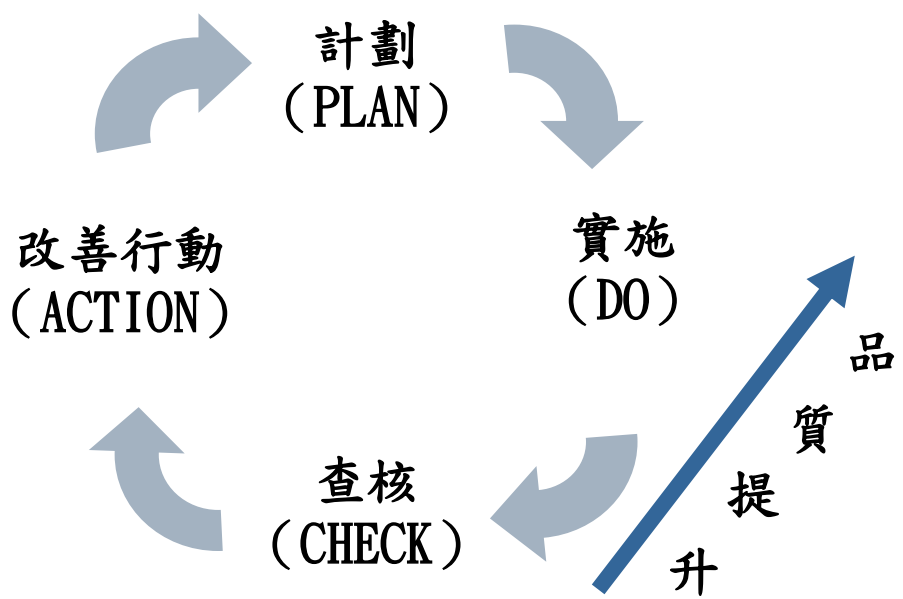 計劃
(PLAN)
實施
(DO)
查核
(CHECK)
改善行動
(ACTION)
品質提升